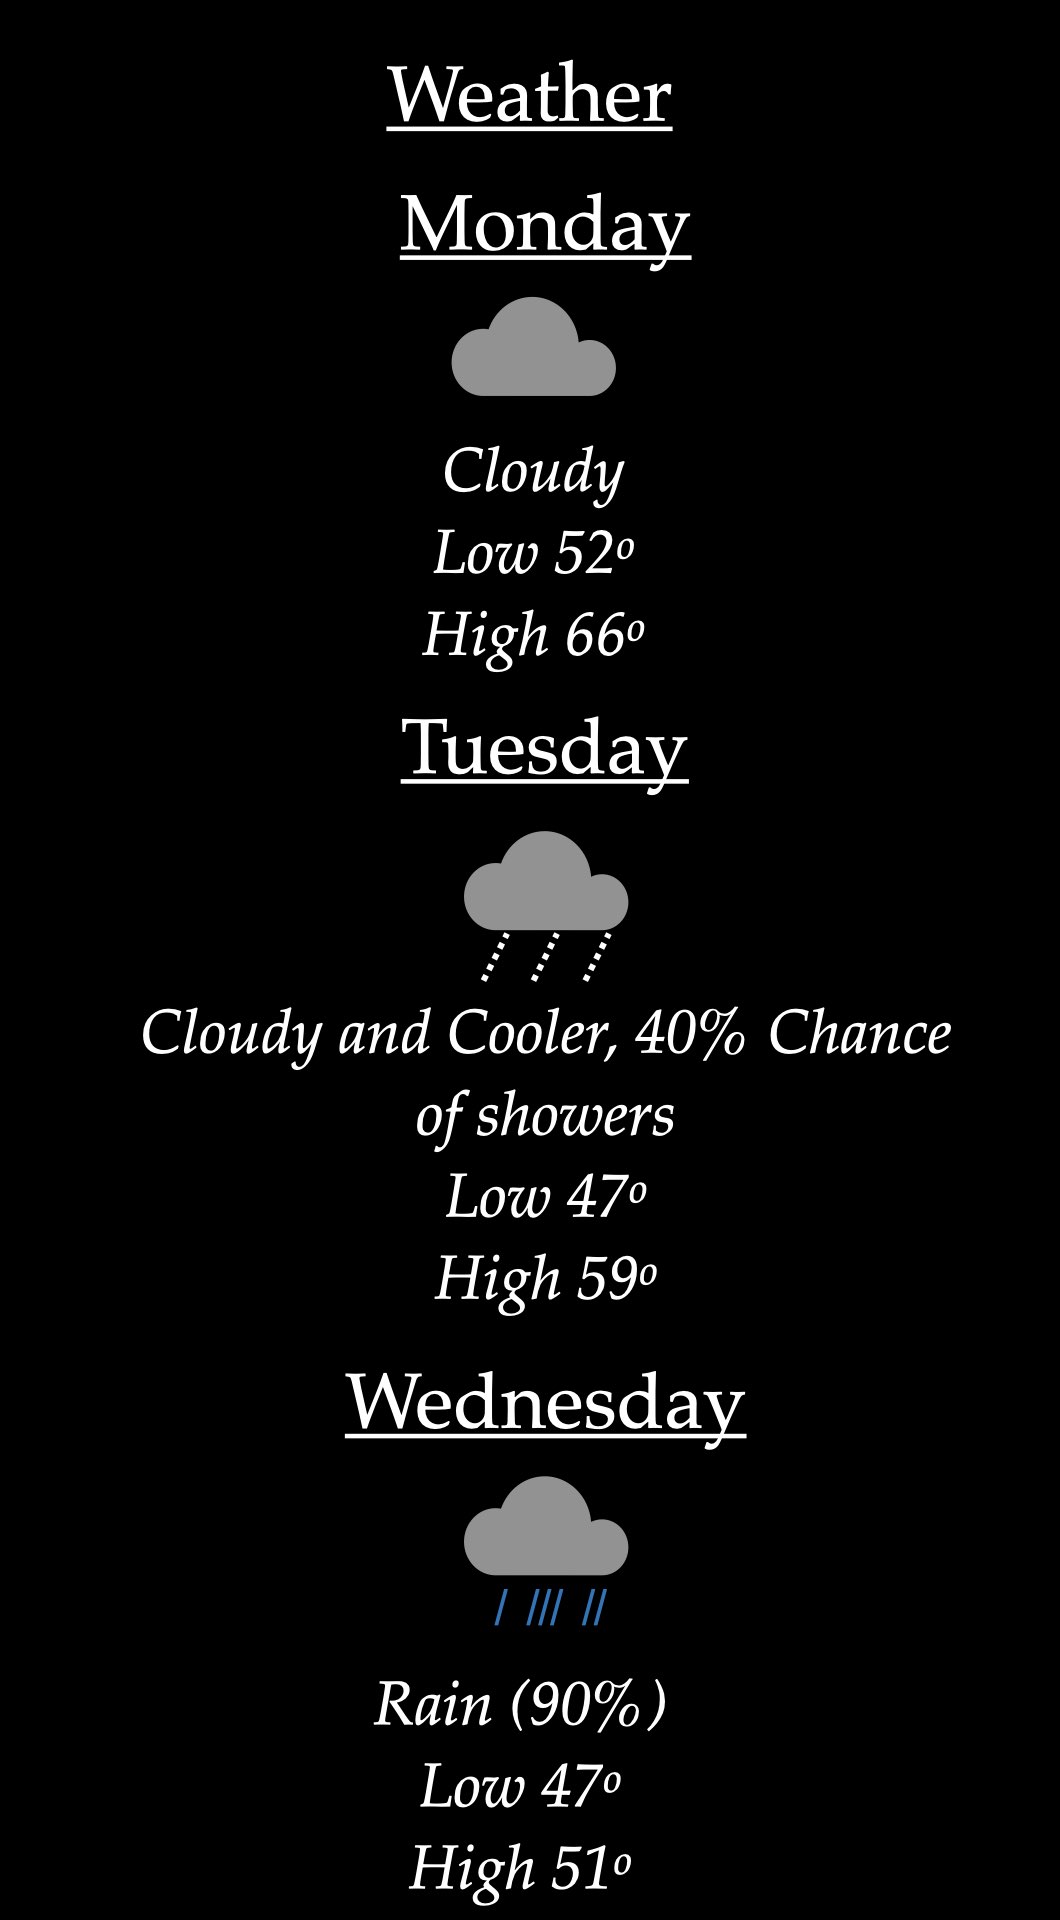 Weather
Monday
Cloudy
Low 52º
High 66º
Tuesday
Cloudy and Cooler, 40% Chance
of showers
Low 47º
High 59º
Wednesday
Rain (90%)
Low 47º
High 51º